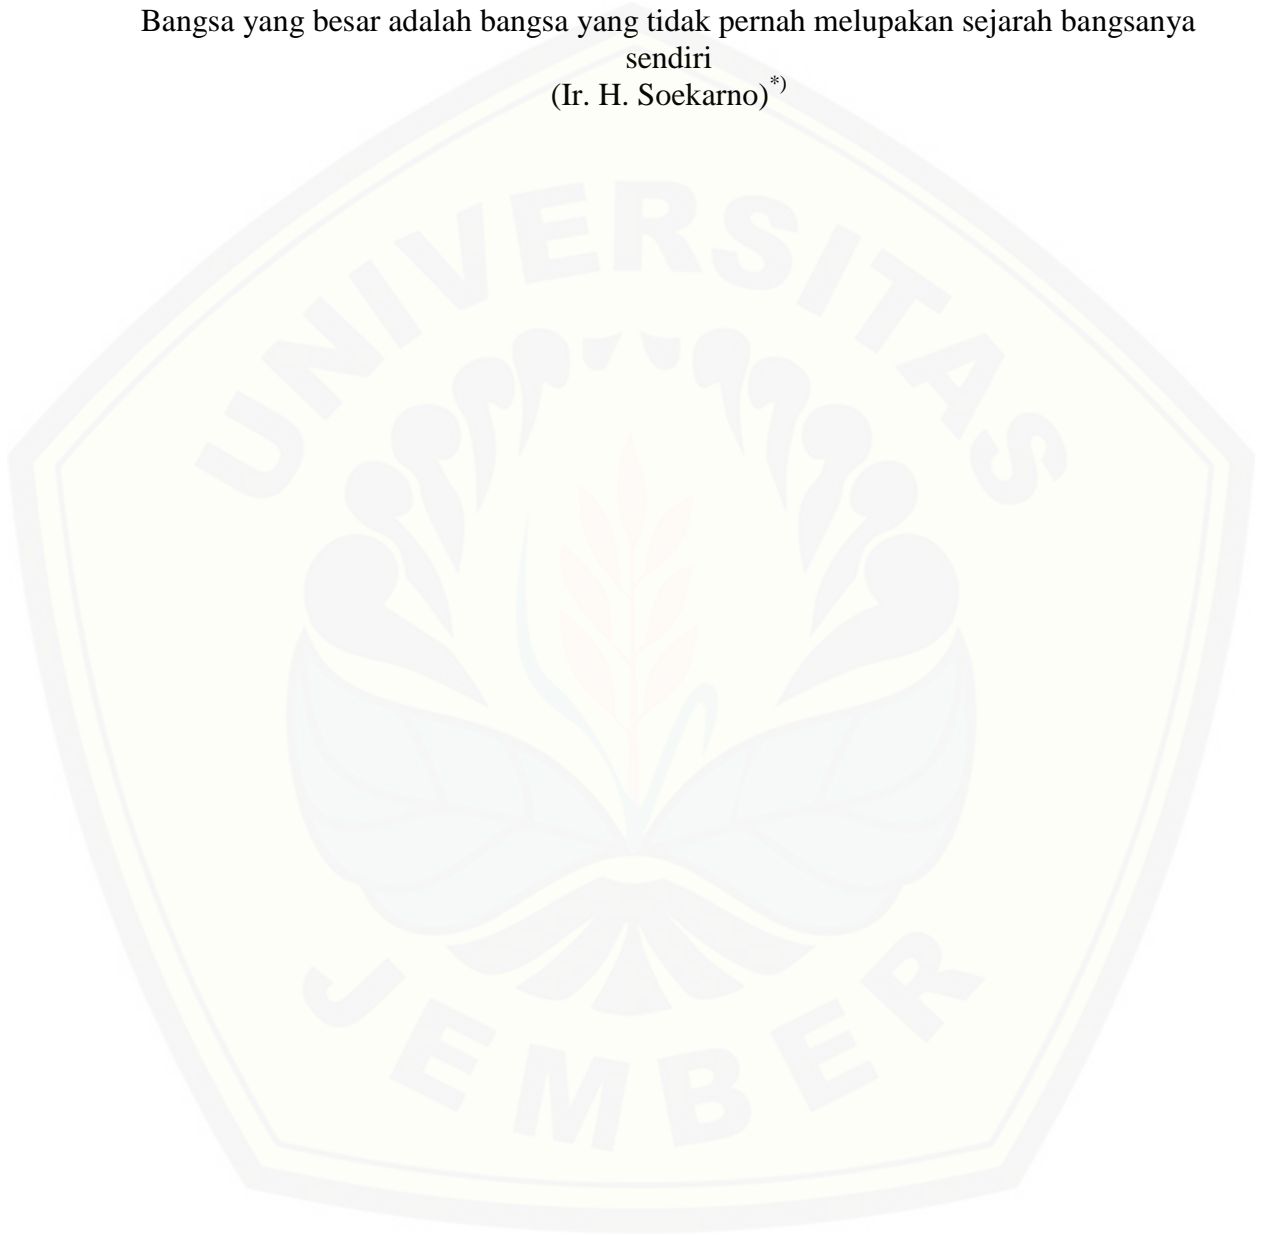 Bangsa yang besar adalah bangsa yang tidak pernah melupakan sejarah bangsanya
sendiri
(Ir. H. Soekarno)*)
UNIVERSITAS
JEMBER